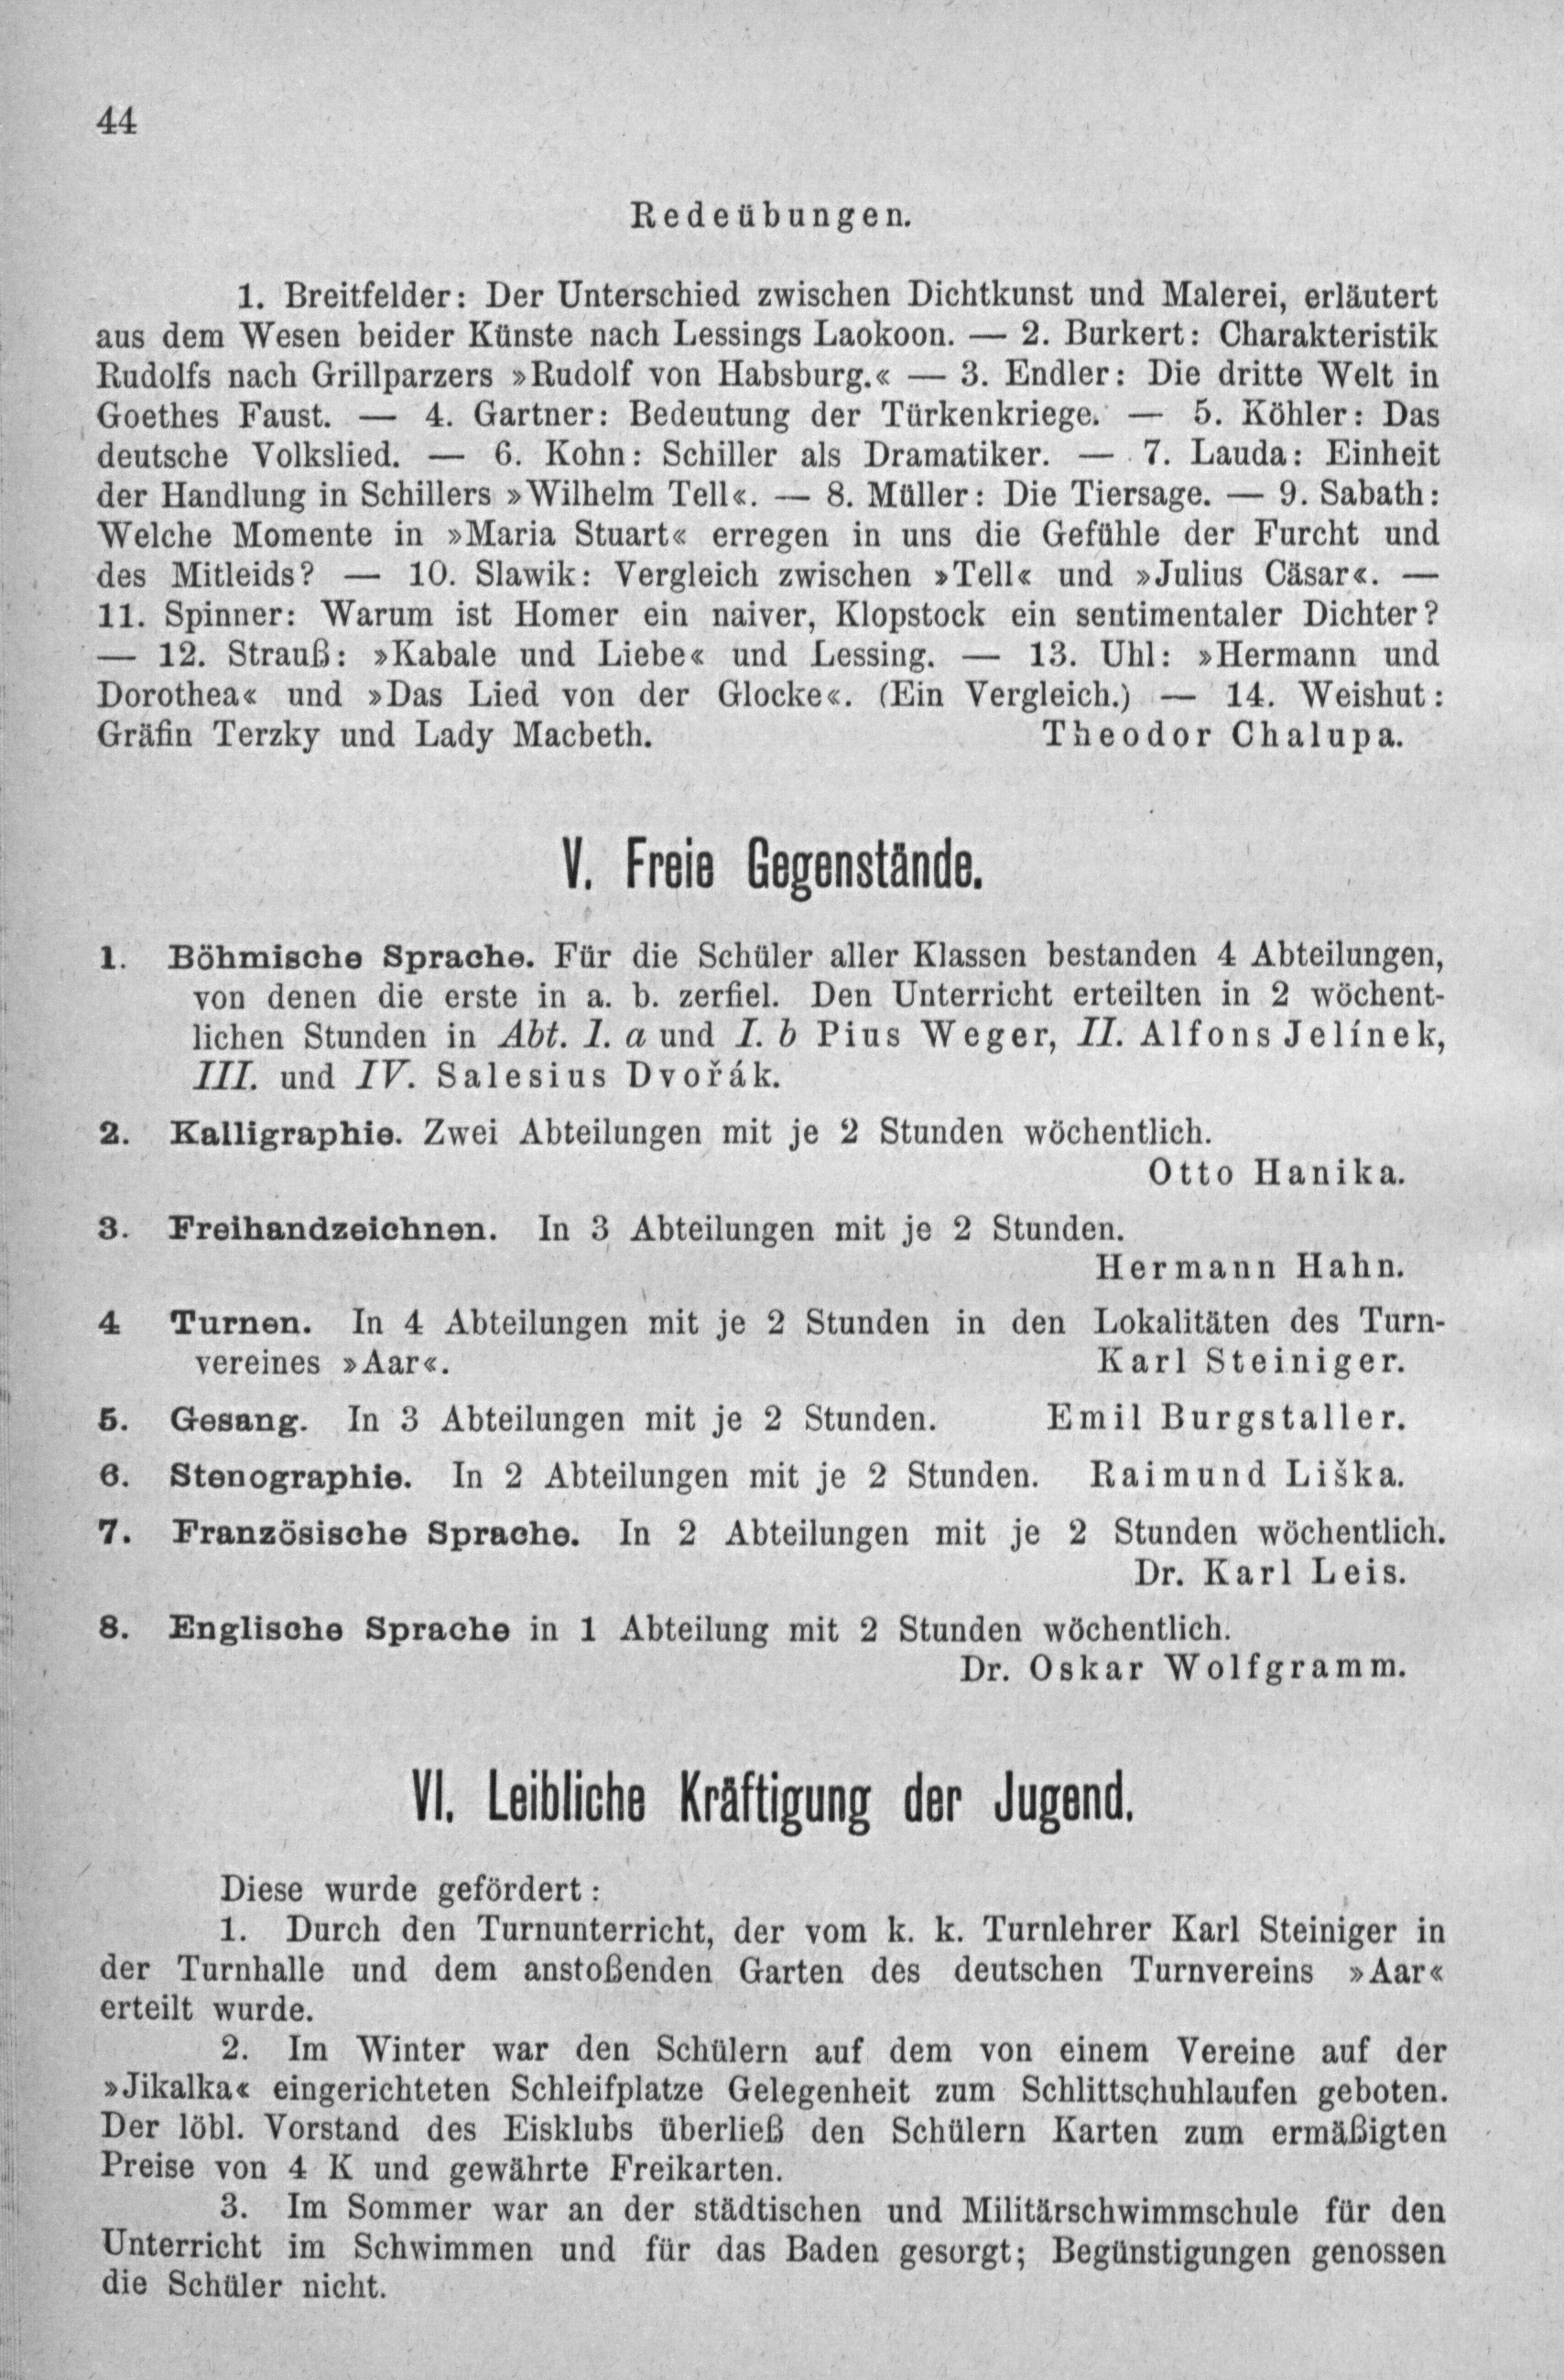 44
Redeübungen.
1. Breitfelder: Der Unterschied zwischen Dichtkunst und Malerei, erläutert
aus dem Wesen beider Künste nach Lessings Laokoon. — 2. Burkert: Charakteristik
Rudolfs nach Grillparzers »Rudolf von Habsburg.« — 3. Endler: Die dritte Welt in
Goethes Faust. — 4. Gartner: Bedeutung der Türkenkriege. — 5. Köhler: Das
deutsche Volkslied. — 6. Kohn: Schiller als Dramatiker. — 7. Lauda: Einheit
der Handlung in Schillers »Wilhelm Tell«. — 8. Müller: Die Tiersage. — 9. Sabath:
Welche Momente in »Maria Stuart« erregen in uns die Gefühle der Furcht und
des Mitleids? — 10. Slawik: Vergleich zwischen »Tell« und »Julius Cäsar«. —
11. Spinner: Warum ist Homer ein naiver, Klopstock ein sentimentaler Dichter?
— 12. Strauß: »Kabale und Liebe« und Lessing. — 13. Uhl: »Hermann und
Dorothea« und »Das Lied von der Glocke«. (Ein Vergleich.) — 14. Weishut:
Gräfin Terzky und Lady Macbeth. Theodor Chalupa.
V. Freie Gegenstände.
1. Böhmische Sprache. Für die Schüler aller Klassen bestanden 4 Abteilungen,
von denen die erste in a. b. zerfiel. Den Unterricht erteilten in 2 wöchent-
lichen Stunden in Abt. I. a und I. b Pius Weger, II. Alfons Jelínek,
III. und IV. Salesius Dvořák.
2. Kalligraphie. Zwei Abteilungen mit je 2 Stunden wöchentlich.
Otto Hanika.
3. Freihandzeichnen. In 3 Abteilungen mit je 2 Stunden.
Hermann Hahn.
4 Turnen. In 4 Abteilungen mit je 2 Stunden in den Lokalitäten des Turn-
vereines »Aar«. Karl Steiniger.
5. Gesang. In 3 Abteilungen mit je 2 Stunden. Emil Burgstaller.
6. Stenographie. In 2 Abteilungen mit je 2 Stunden. Raimund Liška.
7. Französische Sprache. In 2 Abteilungen mit je 2 Stunden wöchentlich.
Dr. Karl Leis.
8. Englische Sprache in 1 Abteilung mit 2 Stunden wöchentlich.
Dr. Oskar Wolfgramm.
VI. Leibliche Kräftigung der Jugend.
Diese wurde gefördert:
1. Durch den Turnunterricht, der vom k. k. Turnlehrer Karl Steiniger in
der Turnhalle und dem anstoßenden Garten des deutschen Turnvereins »Aar«
erteilt wurde.
2. Im Winter war den Schülern auf dem von einem Vereine auf der
»Jikalka« eingerichteten Schleifplatze Gelegenheit zum Schlittschuhlaufen geboten.
Der löbl. Vorstand des Eisklubs überließ den Schülern Karten zum ermäßigten
Preise von 4 K und gewährte Freikarten.
3. Im Sommer war an der städtischen und Militärschwimmschule für den
Unterricht im Schwimmen und für das Baden gesorgt; Begünstigungen genossen
die Schüler nicht.